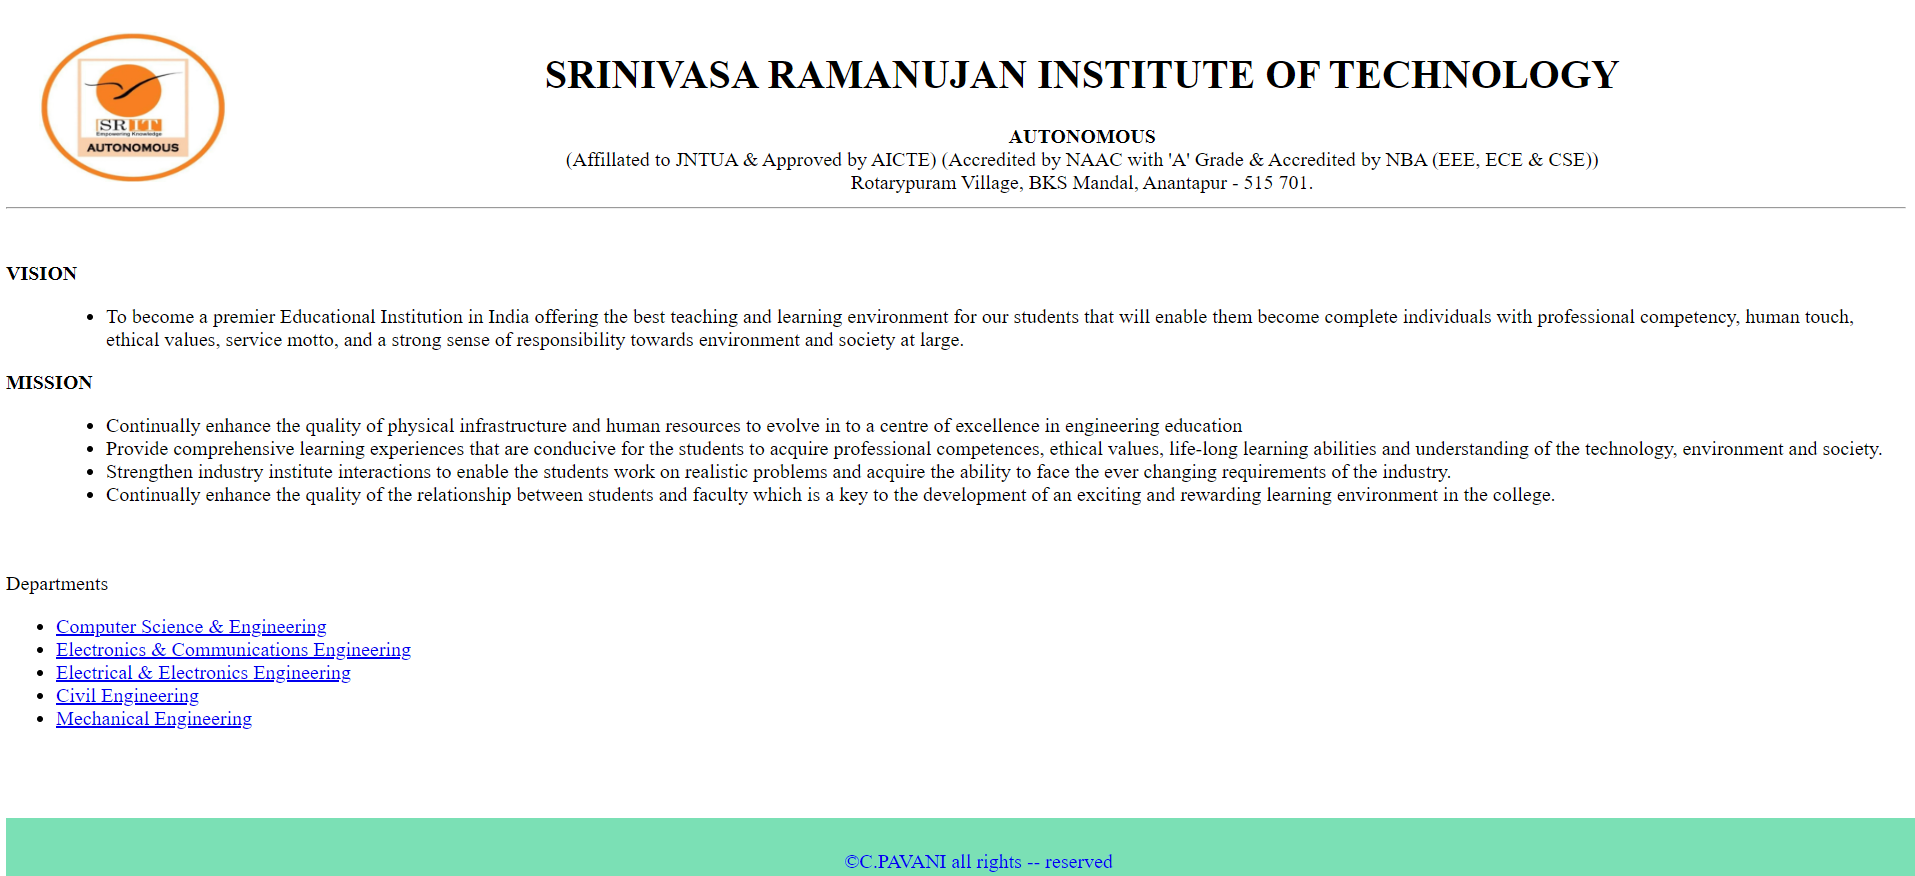 SRIT
Empowering Knowledge
AUTONOMOUS
SRINIVASA RAMANUJAN INSTITUTE OF TECHNOLOGY
AUTONOMOUS
(Affillated to JNTUA & Approved by AICTE) (Accredited by NAAC with 'A' Grade & Accredited by NBA (EEE, ECE & CSE))
Rotarypuram Village, BKS Mandal, Anantapur - 515 701.
VISION
• To become a premier Educational Institution in India offering the best teaching and learning environment for our students that will enable them become complete individuals with professional competency, human touch,
ethical values, service motto, and a strong sense of responsibility towards environment and society at large.
MISSION
• Continually enhance the quality of physical infrastructure and human resources to evolve in to a centre of excellence in engineering education
• Provide comprehensive learning experiences that are conducive for the students to acquire professional competences, ethical values, life-long learning abilities and understanding of the technology, environment and society.
• Strengthen industry institute interactions to enable the students work on realistic problems and acquire the ability to face the ever changing requirements of the industry.
• Continually enhance the quality of the relationship between students and faculty which is a key to the development of an exciting and rewarding learning environment in the college.
Departments
• Computer Science & Engineering
• Electronics & Communications Engineering
• Electrical & Electronics Engineering
• Civil Engineering
• Mechanical Engineering
©C.PAVANI all rights -- reserved